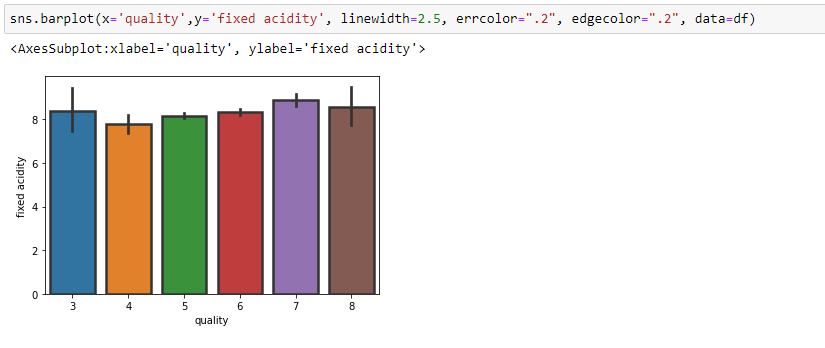 sns.barplot(x='quality',y='fixed acidity', linewidth=2.5, errcolor=".2", edgecolor=".2", data=df)
<AxesSubplot:xlabel='quality', ylabel='fixed acidity'>
8
6
4
2
0
fixed acidity
3 4 5 6 7 8
quality